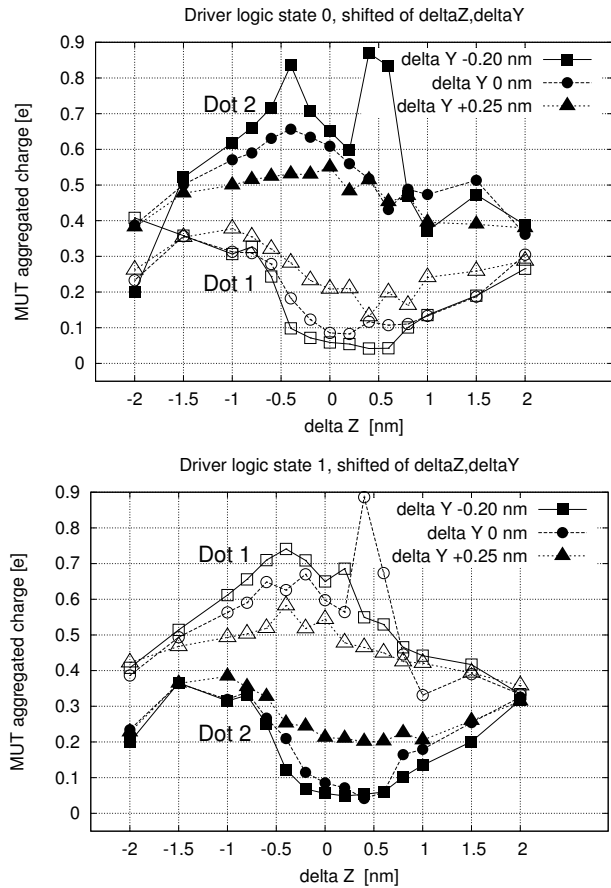 Driver logic state 0, shifted of deltaZ,deltaY
MUT aggregated charge [e]
0.9
0.8
0.7
0.6
0.5
0.4
0.3
0.2
0.1
0
delta Y -0.20 nm
delta Y 0 nm
delta Y +0.25 nm
Dot 2
Dot 1
-2 -1.5 -1 -0.5 0 0.5 1 1.5 2
delta Z [nm]
Driver logic state 1, shifted of deltaZ,deltaY
MUT aggregated charge [e]
0.9
0.8
0.7
0.6
0.5
0.4
0.3
0.2
0.1
0
delta Y -0.20 nm
delta Y 0 nm
delta Y +0.25 nm
Dot 1
Dot 2
-2 -1.5 -1 -0.5 0 0.5 1 1.5 2
delta Z [nm]